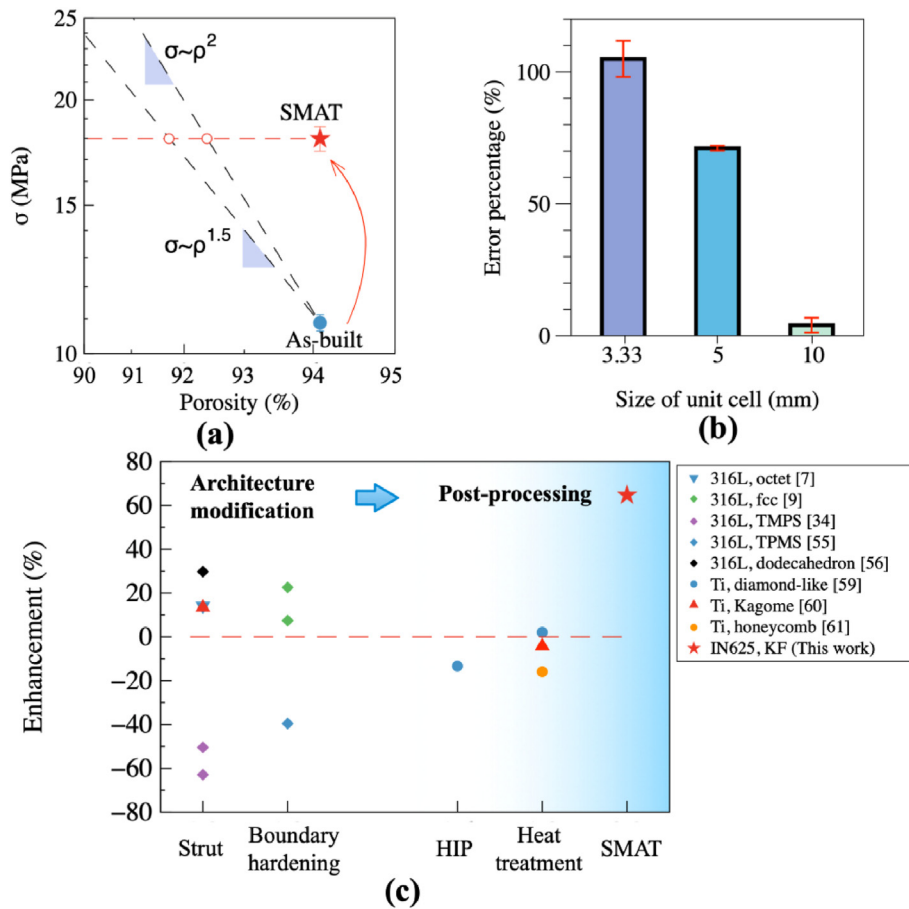 25
20
15
10
σ (MPa)
σ~ρ²
SMAT
σ~ρ¹·⁵
As-built
90 91 92 93 94 95
Porosity (%)
(a)
100
50
0
Error percentage (%)
3.33 5 10
Size of unit cell (mm)
(b)
80
60
40
20
0
−20
−40
−60
−80
Enhancement (%)
Architecture
modification
Post-processing
Strut
Boundary
hardening
HIP
Heat
treatment
SMAT
316L, octet [7]
316L, fcc [9]
316L, TMPS [34]
316L, TPMS [55]
316L, dodecahedron [56]
Ti, diamond-like [59]
Ti, Kagome [60]
Ti, honeycomb [61]
IN625, KF (This work)
(c)